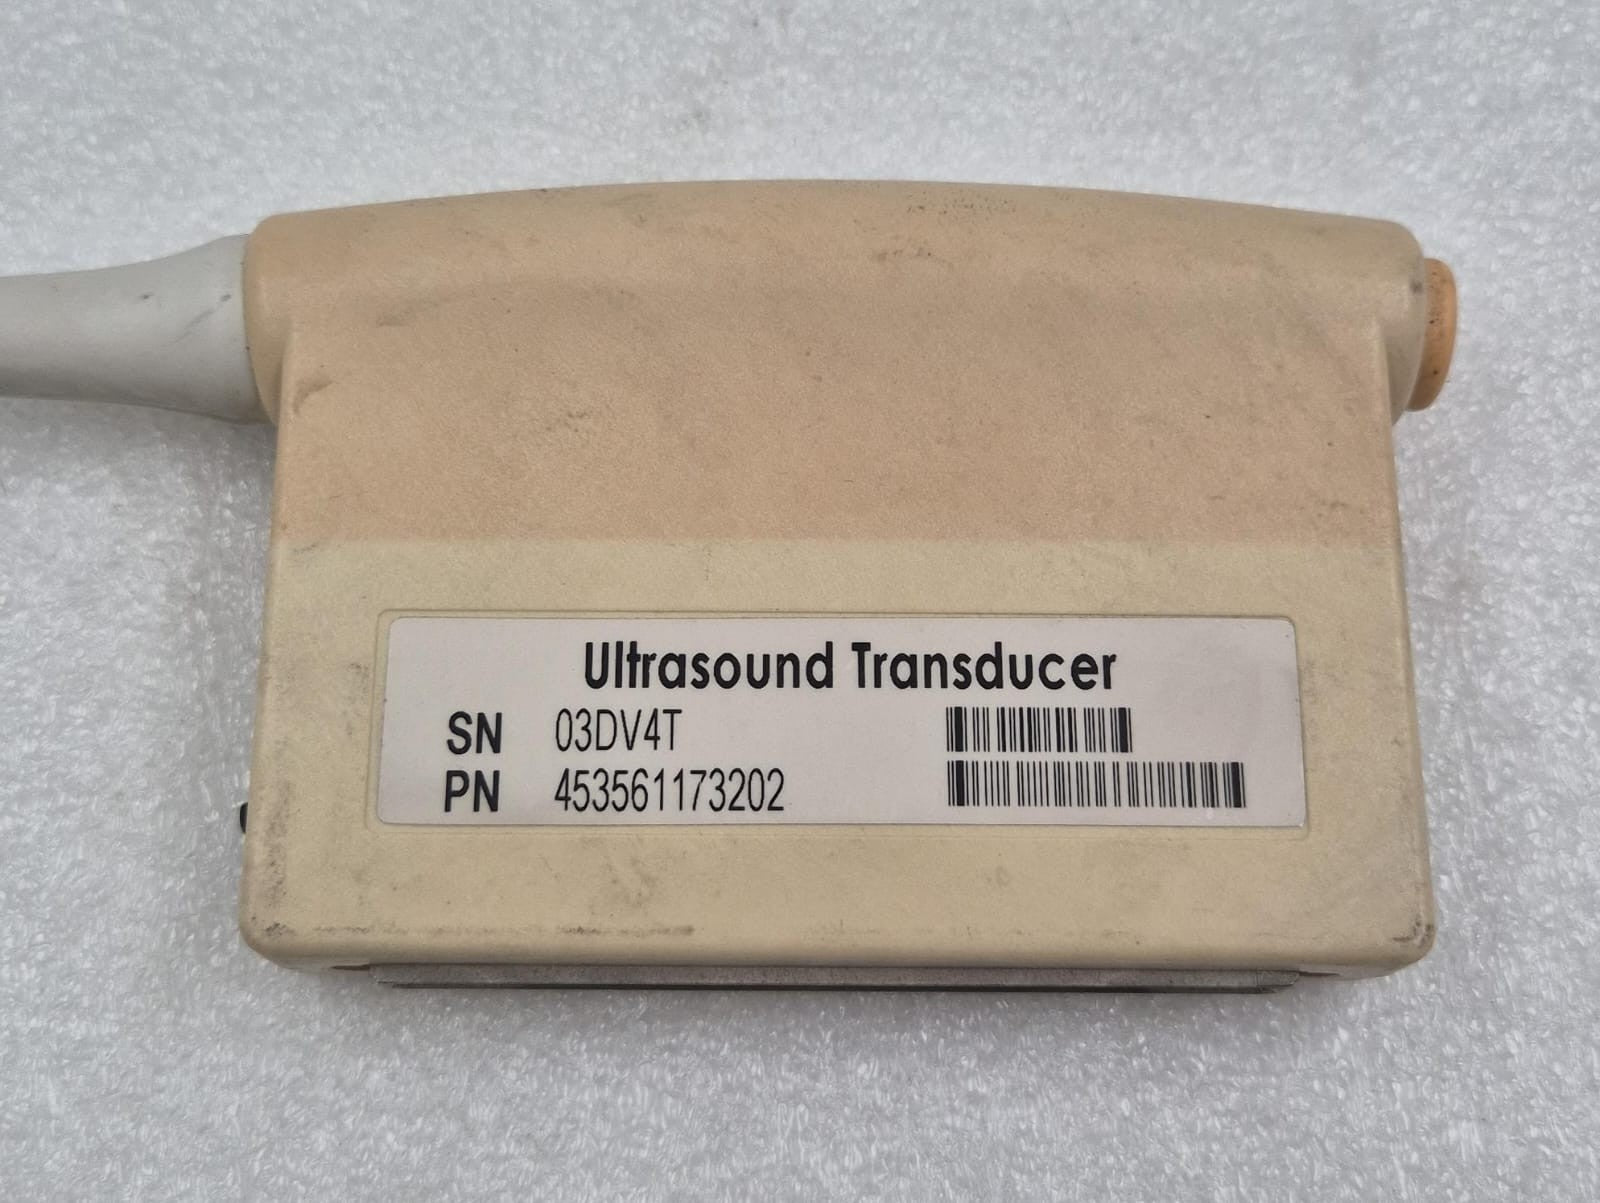 Ultrasound Transducer
SN 03DV4T
PN 453561173202